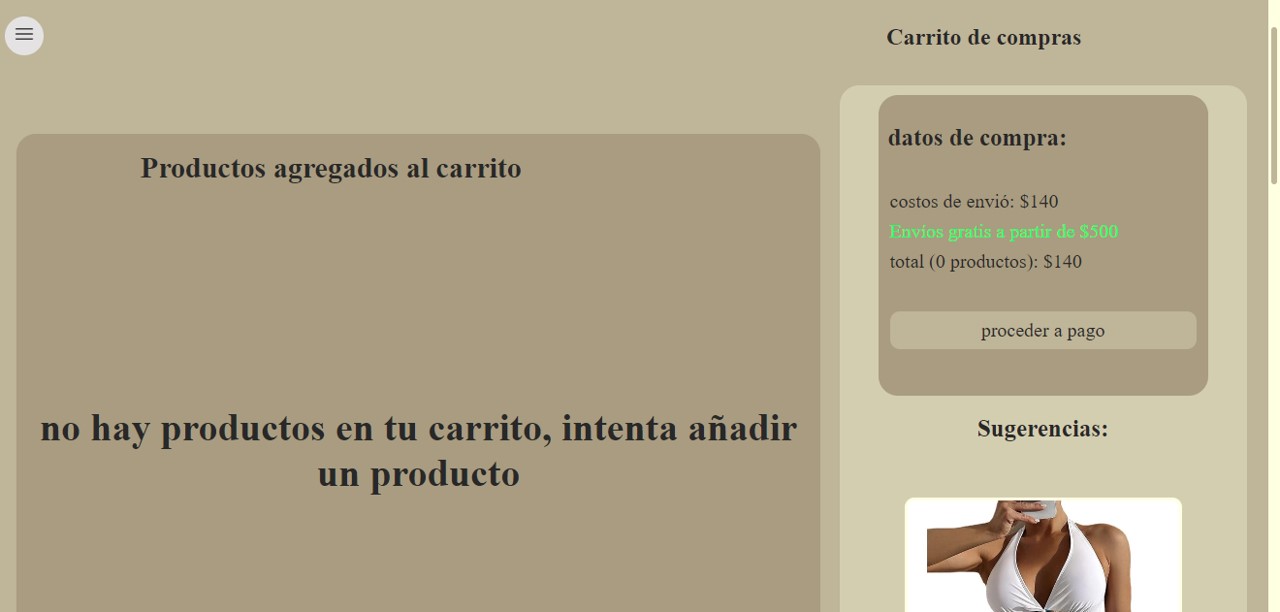 Carrito de compras
Productos agregados al carrito
no hay productos en tu carrito, intenta añadir
un producto
datos de compra:
costos de envió: $140
Envíos gratis a partir de $500
total (0 productos): $140
proceder a pago
Sugerencias: